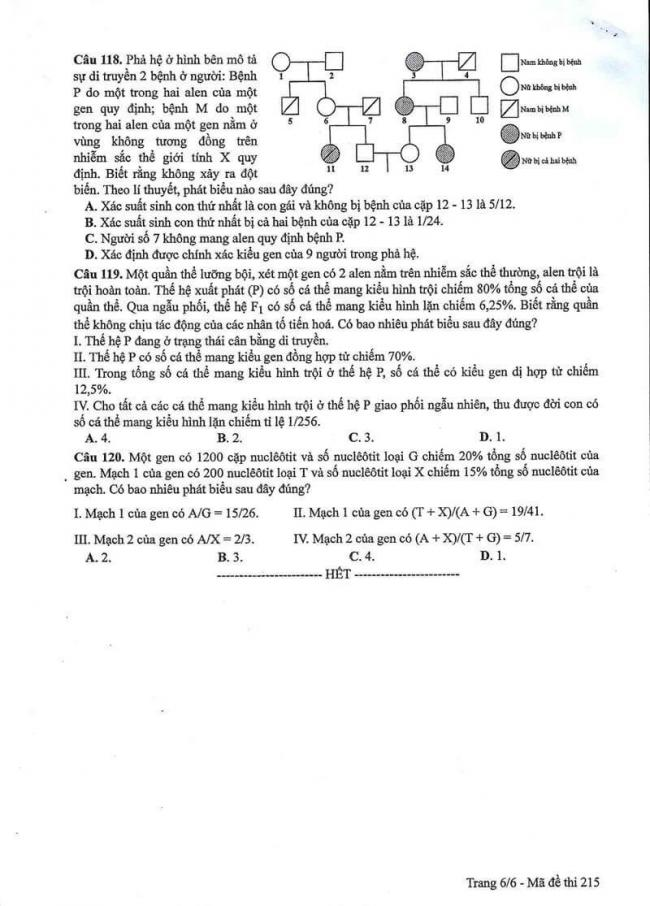 Câu 118. Phả hệ ở hình bên mô tả
sự di truyền 2 bệnh ở người: Bệnh
P do một trong hai alen của một
gen quy định; bệnh M do một
trong hai alen của một gen nằm ở
vùng không tương đồng trên
nhiễm sắc thể giới tính X quy
định. Biết rằng không xảy ra đột
1 2 3 4
5 6 7 8 9 10
11 12 13 14
Nam không bị bệnh
Nữ không bị bệnh
Nam bị bệnh M
Nữ bị bệnh P
Nữ bị cả hai bệnh
biến. Theo lí thuyết, phát biểu nào sau đây đúng?
A. Xác suất sinh con thứ nhất là con gái và không bị bệnh của cặp 12 - 13 là 5/12.
B. Xác suất sinh con thứ nhất bị cả hai bệnh của cặp 12 - 13 là 1/24.
C. Người số 7 không mang alen quy định bệnh P.
D. Xác định được chính xác kiểu gen của 9 người trong phả hệ.
Câu 119. Một quần thể lưỡng bội, xét một gen có 2 alen nằm trên nhiễm sắc thể thường, alen trội là
trội hoàn toàn. Thế hệ xuất phát (P) có số cá thể mang kiểu hình trội chiếm 80% tổng số cá thể của
quần thể. Qua ngẫu phối, thế hệ F₁ có số cá thể mang kiểu hình lặn chiếm 6,25%. Biết rằng quần
thể không chịu tác động của các nhân tố tiến hoá. Có bao nhiêu phát biểu sau đây đúng?
I. Thế hệ P đang ở trạng thái cân bằng di truyền.
II. Thế hệ P có số cá thể mang kiểu gen đồng hợp tử chiếm 70%.
III. Trong tổng số cá thể mang kiểu hình trội ở thế hệ P, số cá thể có kiểu gen dị hợp tử chiếm
12,5%.
IV. Cho tất cả các cá thể mang kiểu hình trội ở thế hệ P giao phối ngẫu nhiên, thu được đời con có
số cá thể mang kiểu hình lặn chiếm tỉ lệ 1/256.
A. 4. B. 2. C. 3. D. 1.
Câu 120. Một gen có 1200 cặp nuclêôtit và số nuclêôtit loại G chiếm 20% tổng số nuclêôtit của
gen. Mạch 1 của gen có 200 nuclêôtit loại T và số nuclêôtit loại X chiếm 15% tổng số nuclêôtit của
mạch. Có bao nhiêu phát biểu sau đây đúng?
I. Mạch 1 của gen có A/G = 15/26. II. Mạch 1 của gen có (T + X)/(A + G) = 19/41.
III. Mạch 2 của gen có A/X = 2/3. IV. Mạch 2 của gen có (A + X)/(T + G) = 5/7.
A. 2. B. 3. C. 4. D. 1.
------------------------ HẾT ------------------------
Trang 6/6 - Mã đề thi 215